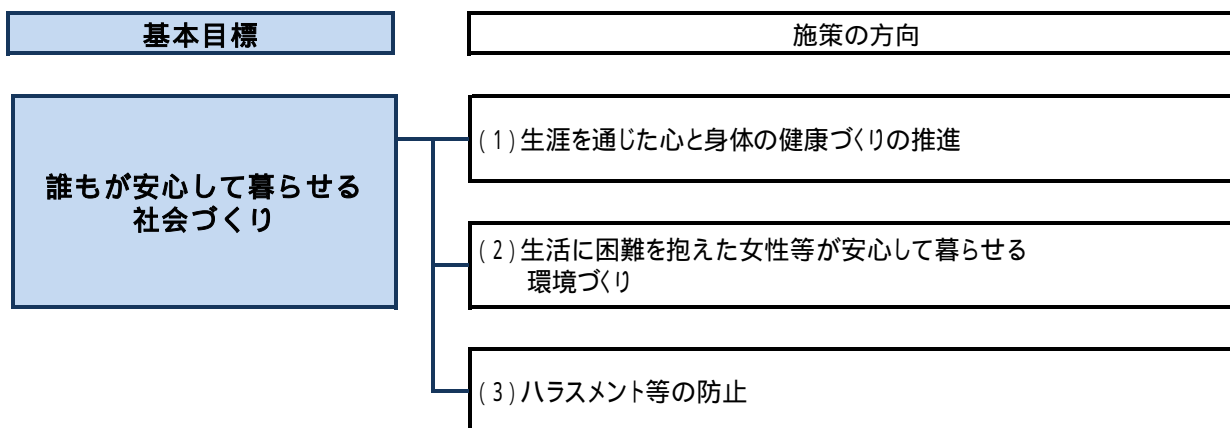 基本目標
施策の方向
誰もが安心して暮らせる
社会づくり
(1)生涯を通じた心と身体の健康づくりの推進
(2)生活に困難を抱えた女性等が安心して暮らせる
環境づくり
(3)ハラスメント等の防止